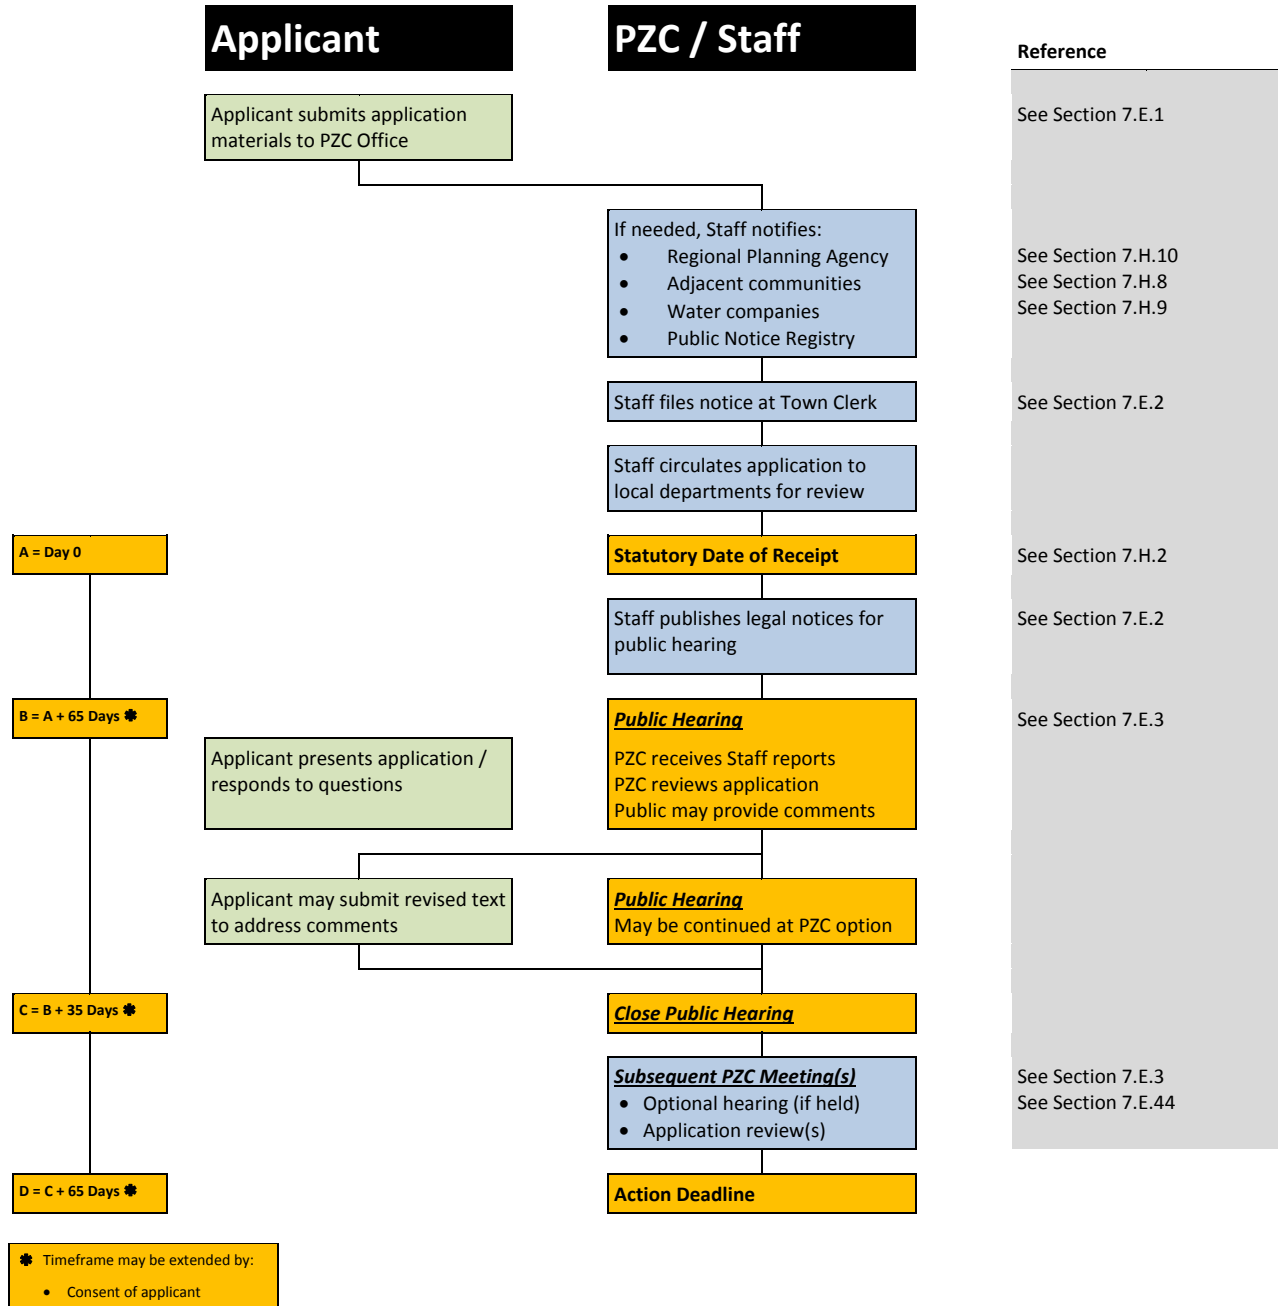 Applicant
PZC / Staff
Reference
Applicant submits application
materials to PZC Office
See Section 7.E.1
If needed, Staff notifies:
• Regional Planning Agency
• Adjacent communities
• Water companies
• Public Notice Registry
See Section 7.H.10
See Section 7.H.8
See Section 7.H.9
Staff files notice at Town Clerk
See Section 7.E.2
Staff circulates application to
local departments for review
A = Day 0
Statutory Date of Receipt
See Section 7.H.2
Staff publishes legal notices for
public hearing
See Section 7.E.2
B = A + 65 Days ✱
Public Hearing
See Section 7.E.3
Applicant presents application /
responds to questions
PZC receives Staff reports
PZC reviews application
Public may provide comments
Applicant may submit revised text
to address comments
Public Hearing
May be continued at PZC option
C = B + 35 Days ✱
Close Public Hearing
Subsequent PZC Meeting(s)
• Optional hearing (if held)
• Application review(s)
See Section 7.E.3
See Section 7.E.44
D = C + 65 Days ✱
Action Deadline
✱ Timeframe may be extended by:
• Consent of applicant